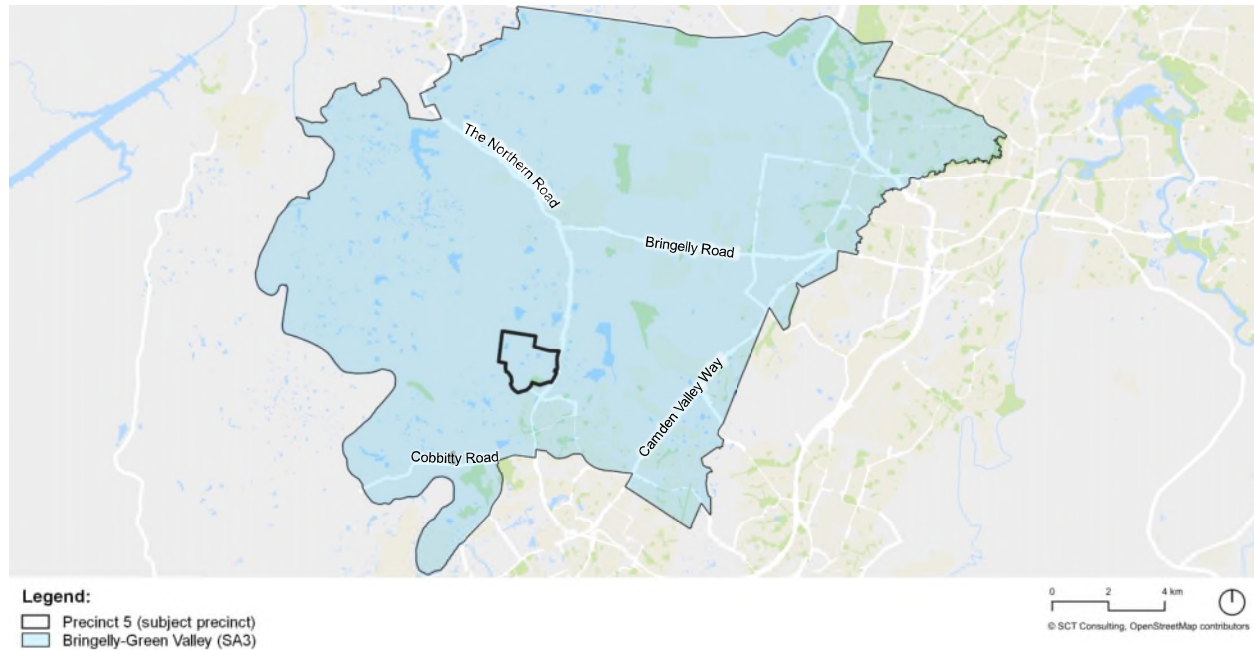 The Northern Road
Bringelly Road
Camden Valley Way
Cobbitty Road
Legend:
Precinct 5 (subject precinct)
Bringelly-Green Valley (SA3)
0 2 4 km
© SCT Consulting, OpenStreetMap contributors